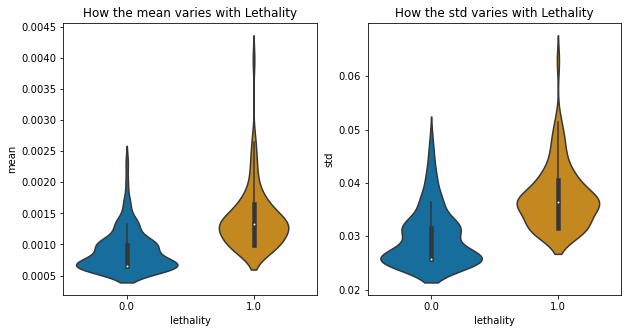 How the mean varies with Lethality
0.0045
0.0040
0.0035
0.0030
0.0025
0.0020
0.0015
0.0010
0.0005
mean
0.0 1.0
lethality
How the std varies with Lethality
0.06
0.05
0.04
0.03
0.02
std
0.0 1.0
lethality